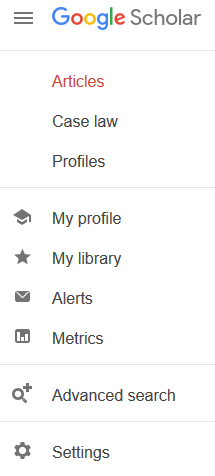 Google Scholar
Articles
Case law
Profiles
My profile
My library
Alerts
Metrics
Advanced search
Settings